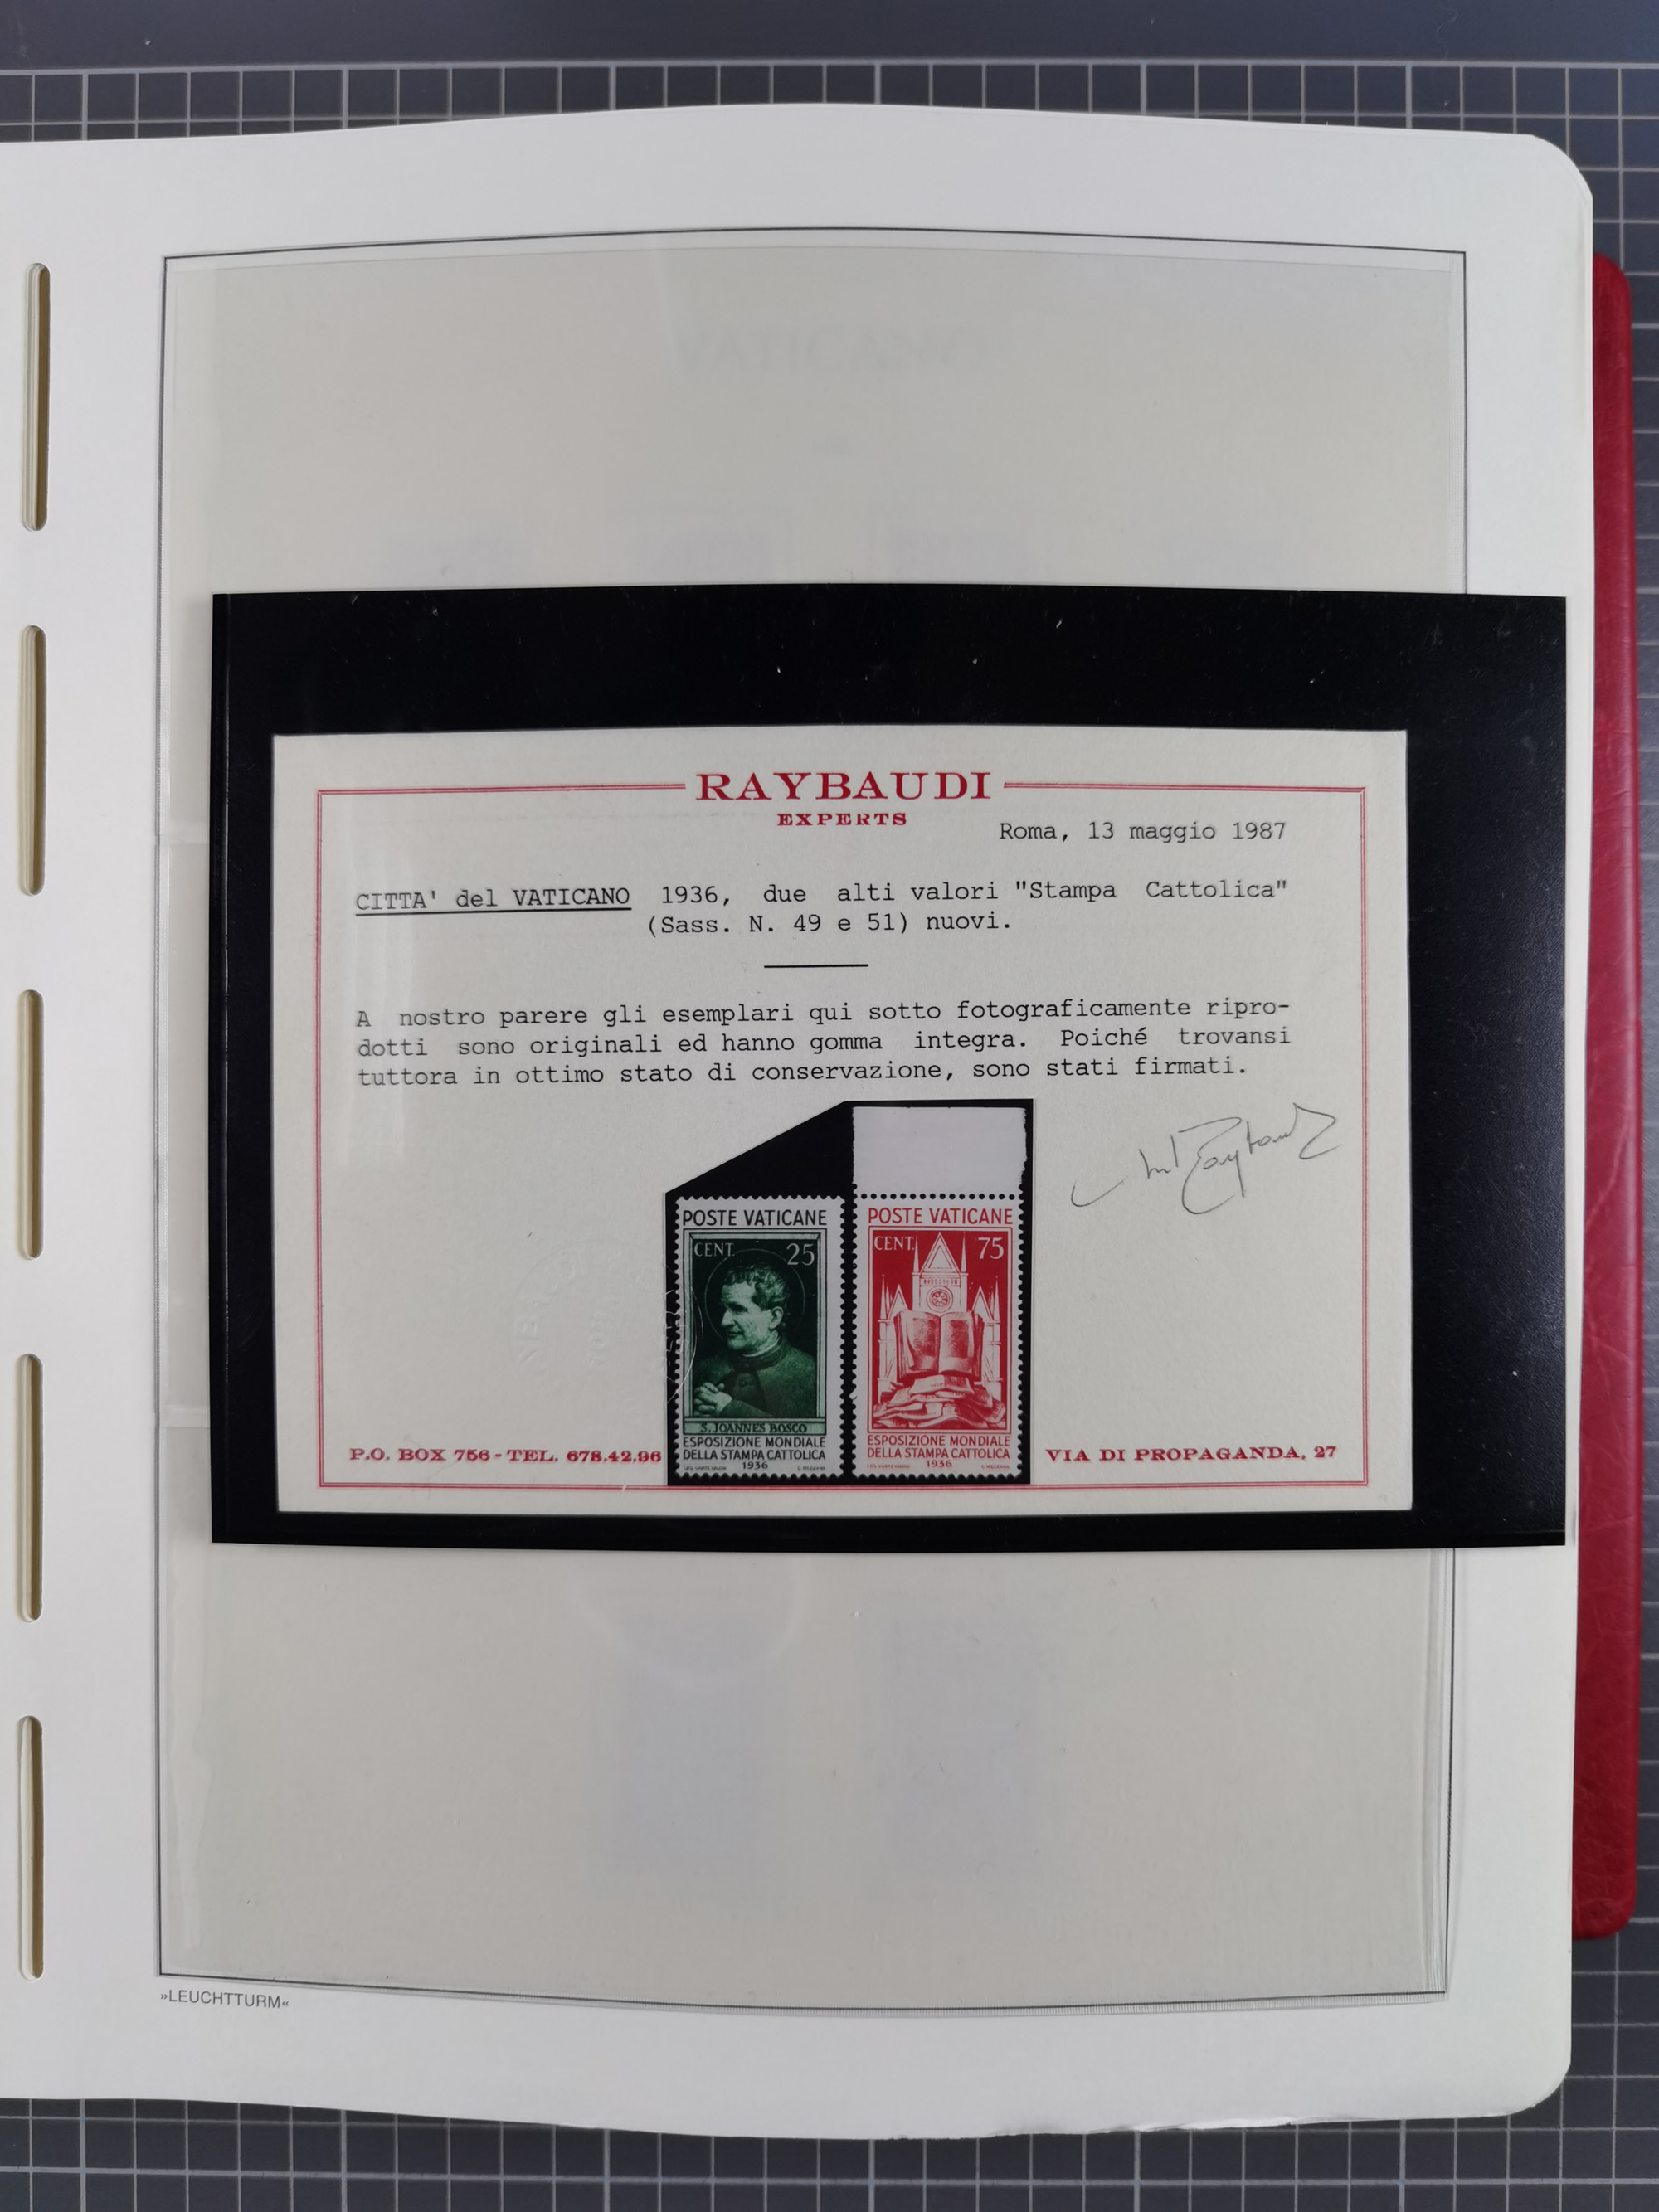 VATICANO
RAYBAUDI
EXPERTS
Roma, 13 maggio 1987
CITTA' del VATICANO 1936, due alti valori "Stampa Cattolica"
(Sass. N. 49 e 51) nuovi.
A nostro parere gli esemplari qui sotto fotograficamente ripro-
dotti sono originali ed hanno gomma integra. Poiché trovansi
tuttora in ottimo stato di conservazione, sono stati firmati.
POSTE VATICANE
CENT. 25
S. JOANNES BOSCO
ESPOSIZIONE MONDIALE
DELLA STAMPA CATTOLICA
1936
POSTE VATICANE
CENT. 75
ESPOSIZIONE MONDIALE
DELLA STAMPA CATTOLICA
1936
P.O. BOX 756 - TEL. 678.42.96
VIA DI PROPAGANDA, 27
»LEUCHTTURM«